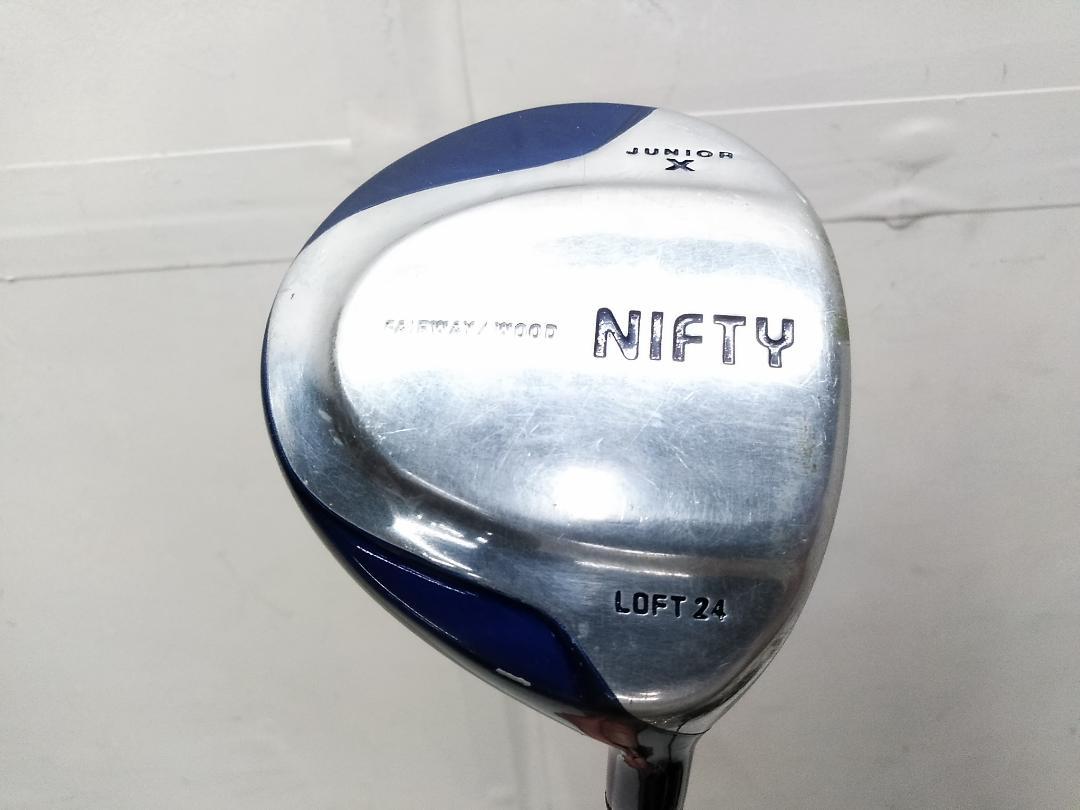 JUNIOR
X
FAIRWAY/WOOD NIFTY
LOFT 24